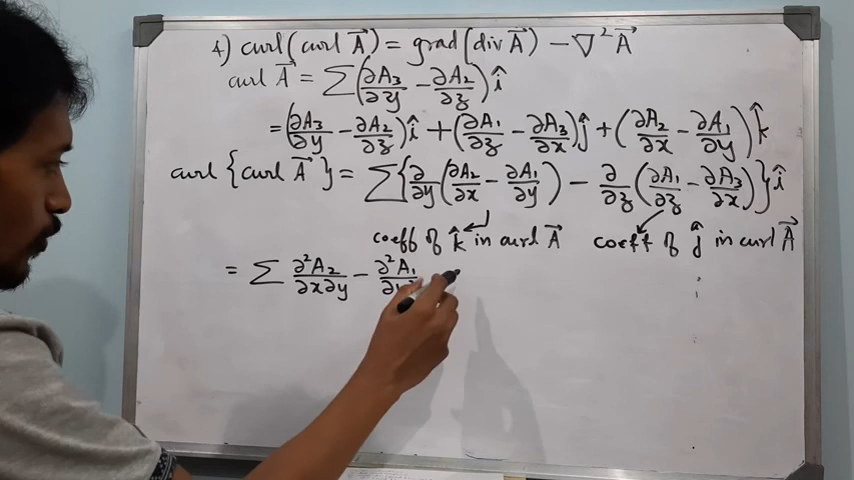 4) curl (curl A⃗) = grad (div A⃗) − ∇²A⃗
curl A⃗ = ∑(∂A₃/∂y − ∂A₂/∂z) î
= (∂A₃/∂y − ∂A₂/∂z) î + (∂A₁/∂z − ∂A₃/∂x) ĵ + (∂A₂/∂x − ∂A₁/∂y) k̂
curl {curl A⃗} = ∑{∂/∂y (∂A₂/∂x − ∂A₁/∂y) − ∂/∂z (∂A₁/∂z − ∂A₃/∂x)} î
coeff of k̂ in curl A⃗ coeff of ĵ in curl A⃗
= ∑ ∂²A₂/∂x∂y − ∂²A₁/∂y²